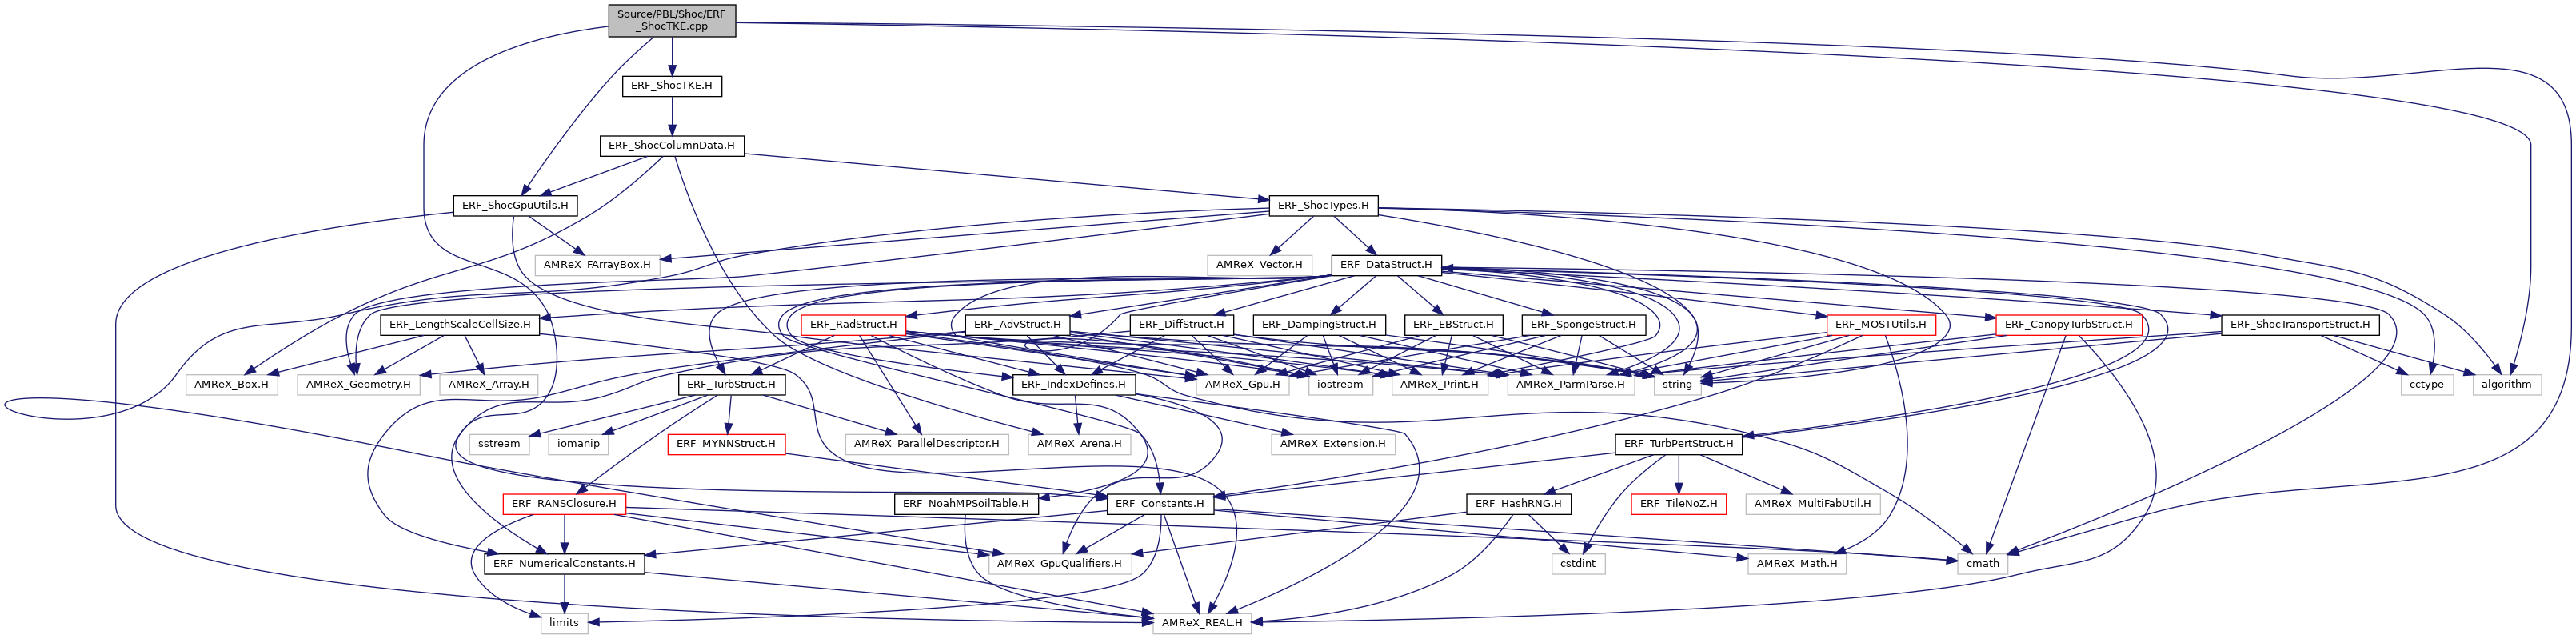 Source/PBL/Shoc/ERF
_ShocTKE.cpp
ERF_ShocTKE.H
ERF_ShocColumnData.H
ERF_ShocGpuUtils.H
ERF_ShocTypes.H
AMReX_FArrayBox.H
AMReX_Vector.H
ERF_DataStruct.H
ERF_LengthScaleCellSize.H
ERF_RadStruct.H
ERF_AdvStruct.H
ERF_DiffStruct.H
ERF_DampingStruct.H
ERF_EBStruct.H
ERF_SpongeStruct.H
ERF_MOSTUtils.H
ERF_CanopyTurbStruct.H
ERF_ShocTransportStruct.H
AMReX_Box.H
AMReX_Geometry.H
AMReX_Array.H
ERF_TurbStruct.H
ERF_IndexDefines.H
AMReX_Gpu.H
iostream
AMReX_Print.H
AMReX_ParmParse.H
string
cctype
algorithm
sstream
iomanip
ERF_MYNNStruct.H
AMReX_ParallelDescriptor.H
AMReX_Arena.H
AMReX_Extension.H
ERF_TurbPertStruct.H
ERF_RANSClosure.H
ERF_NoahMPSoilTable.H
ERF_Constants.H
ERF_HashRNG.H
ERF_TileNoZ.H
AMReX_MultiFabUtil.H
ERF_NumericalConstants.H
AMReX_GpuQualifiers.H
cstdint
AMReX_Math.H
cmath
limits
AMReX_REAL.H